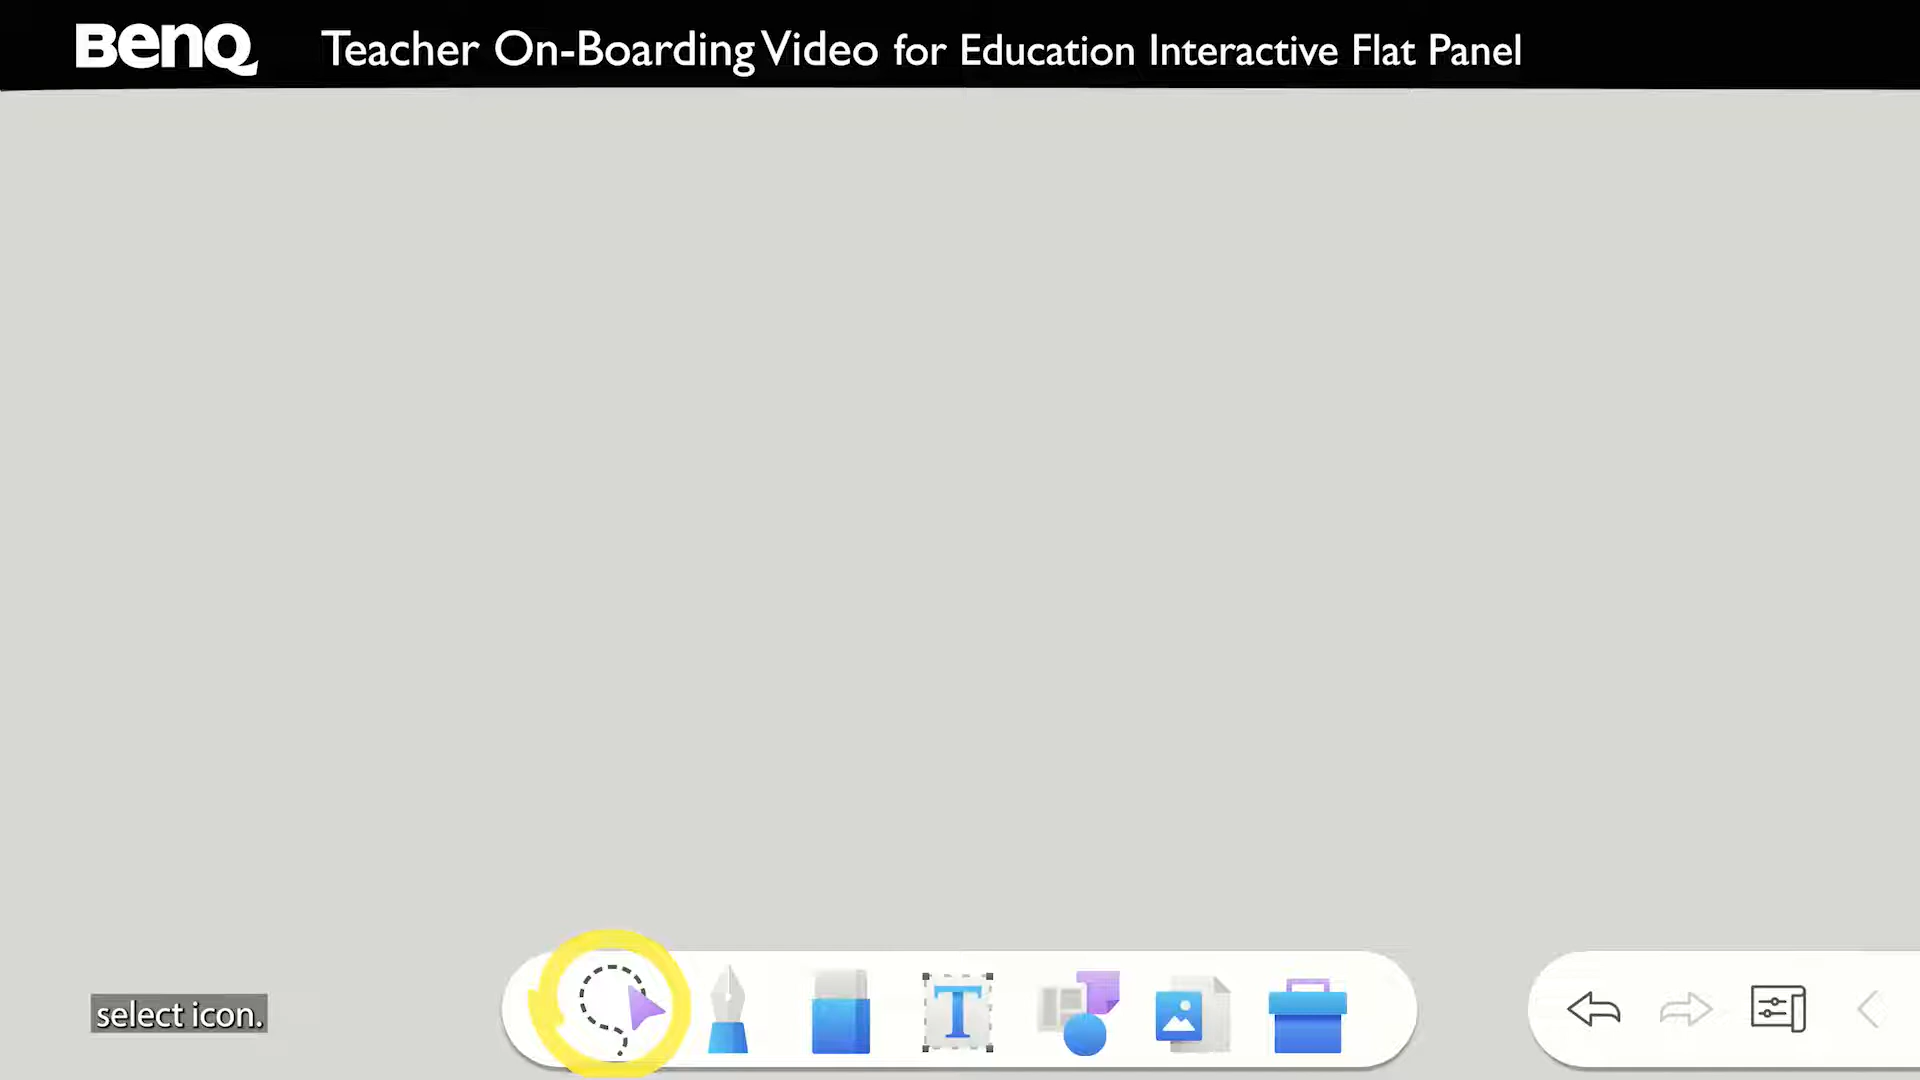 BenQ
Teacher On-Boarding Video for Education Interactive Flat Panel
T
select icon.